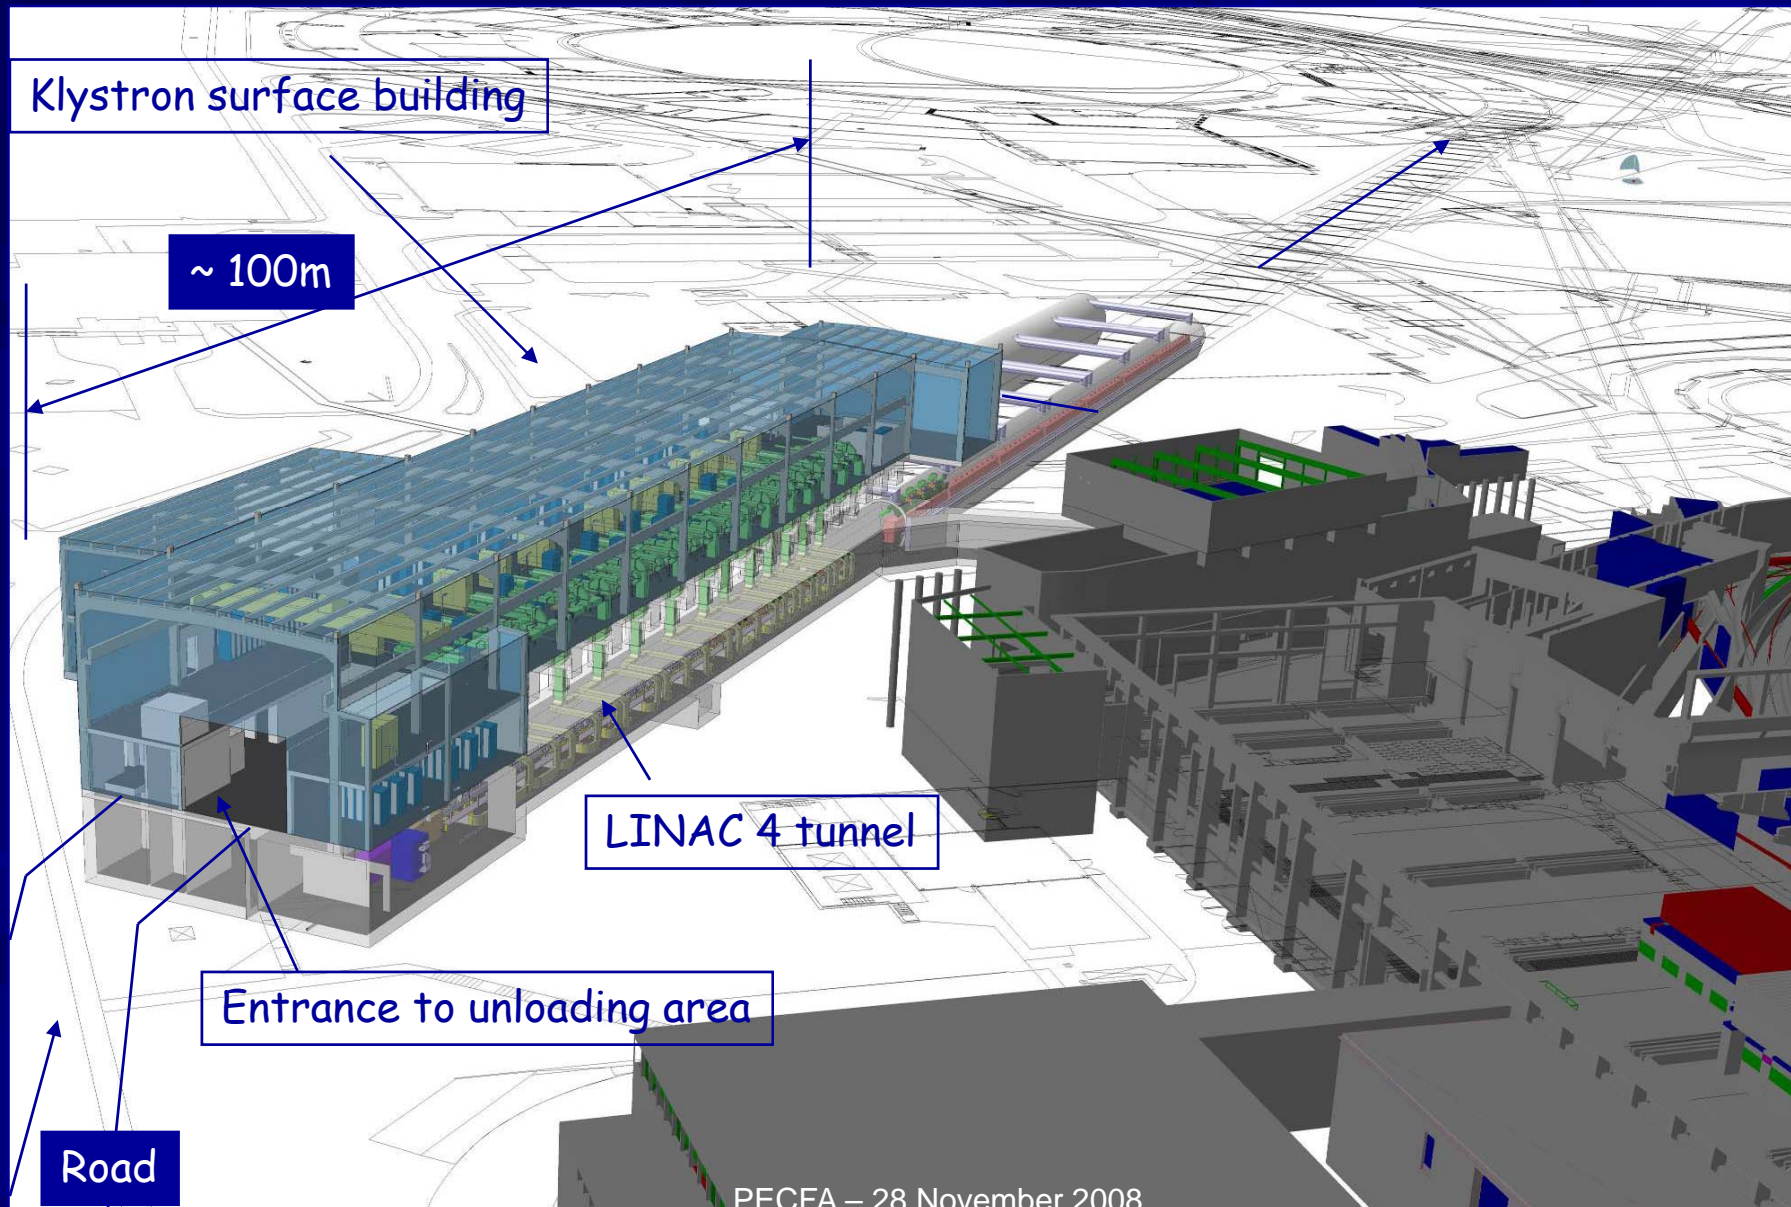 Klystron surface building
~ 100m
LINAC 4 tunnel
Entrance to unloading area
Road
PECFA – 28 November 2008